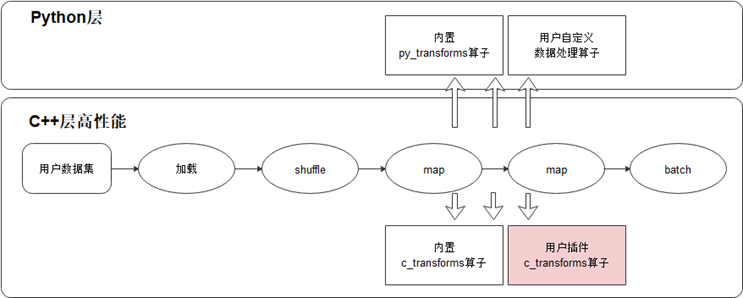 Python层
内置
py_transforms算子
用户自定义
数据处理算子
C++层高性能
用户数据集
加载
shuffle
map
map
batch
内置
c_transforms算子
用户插件
c_transforms算子